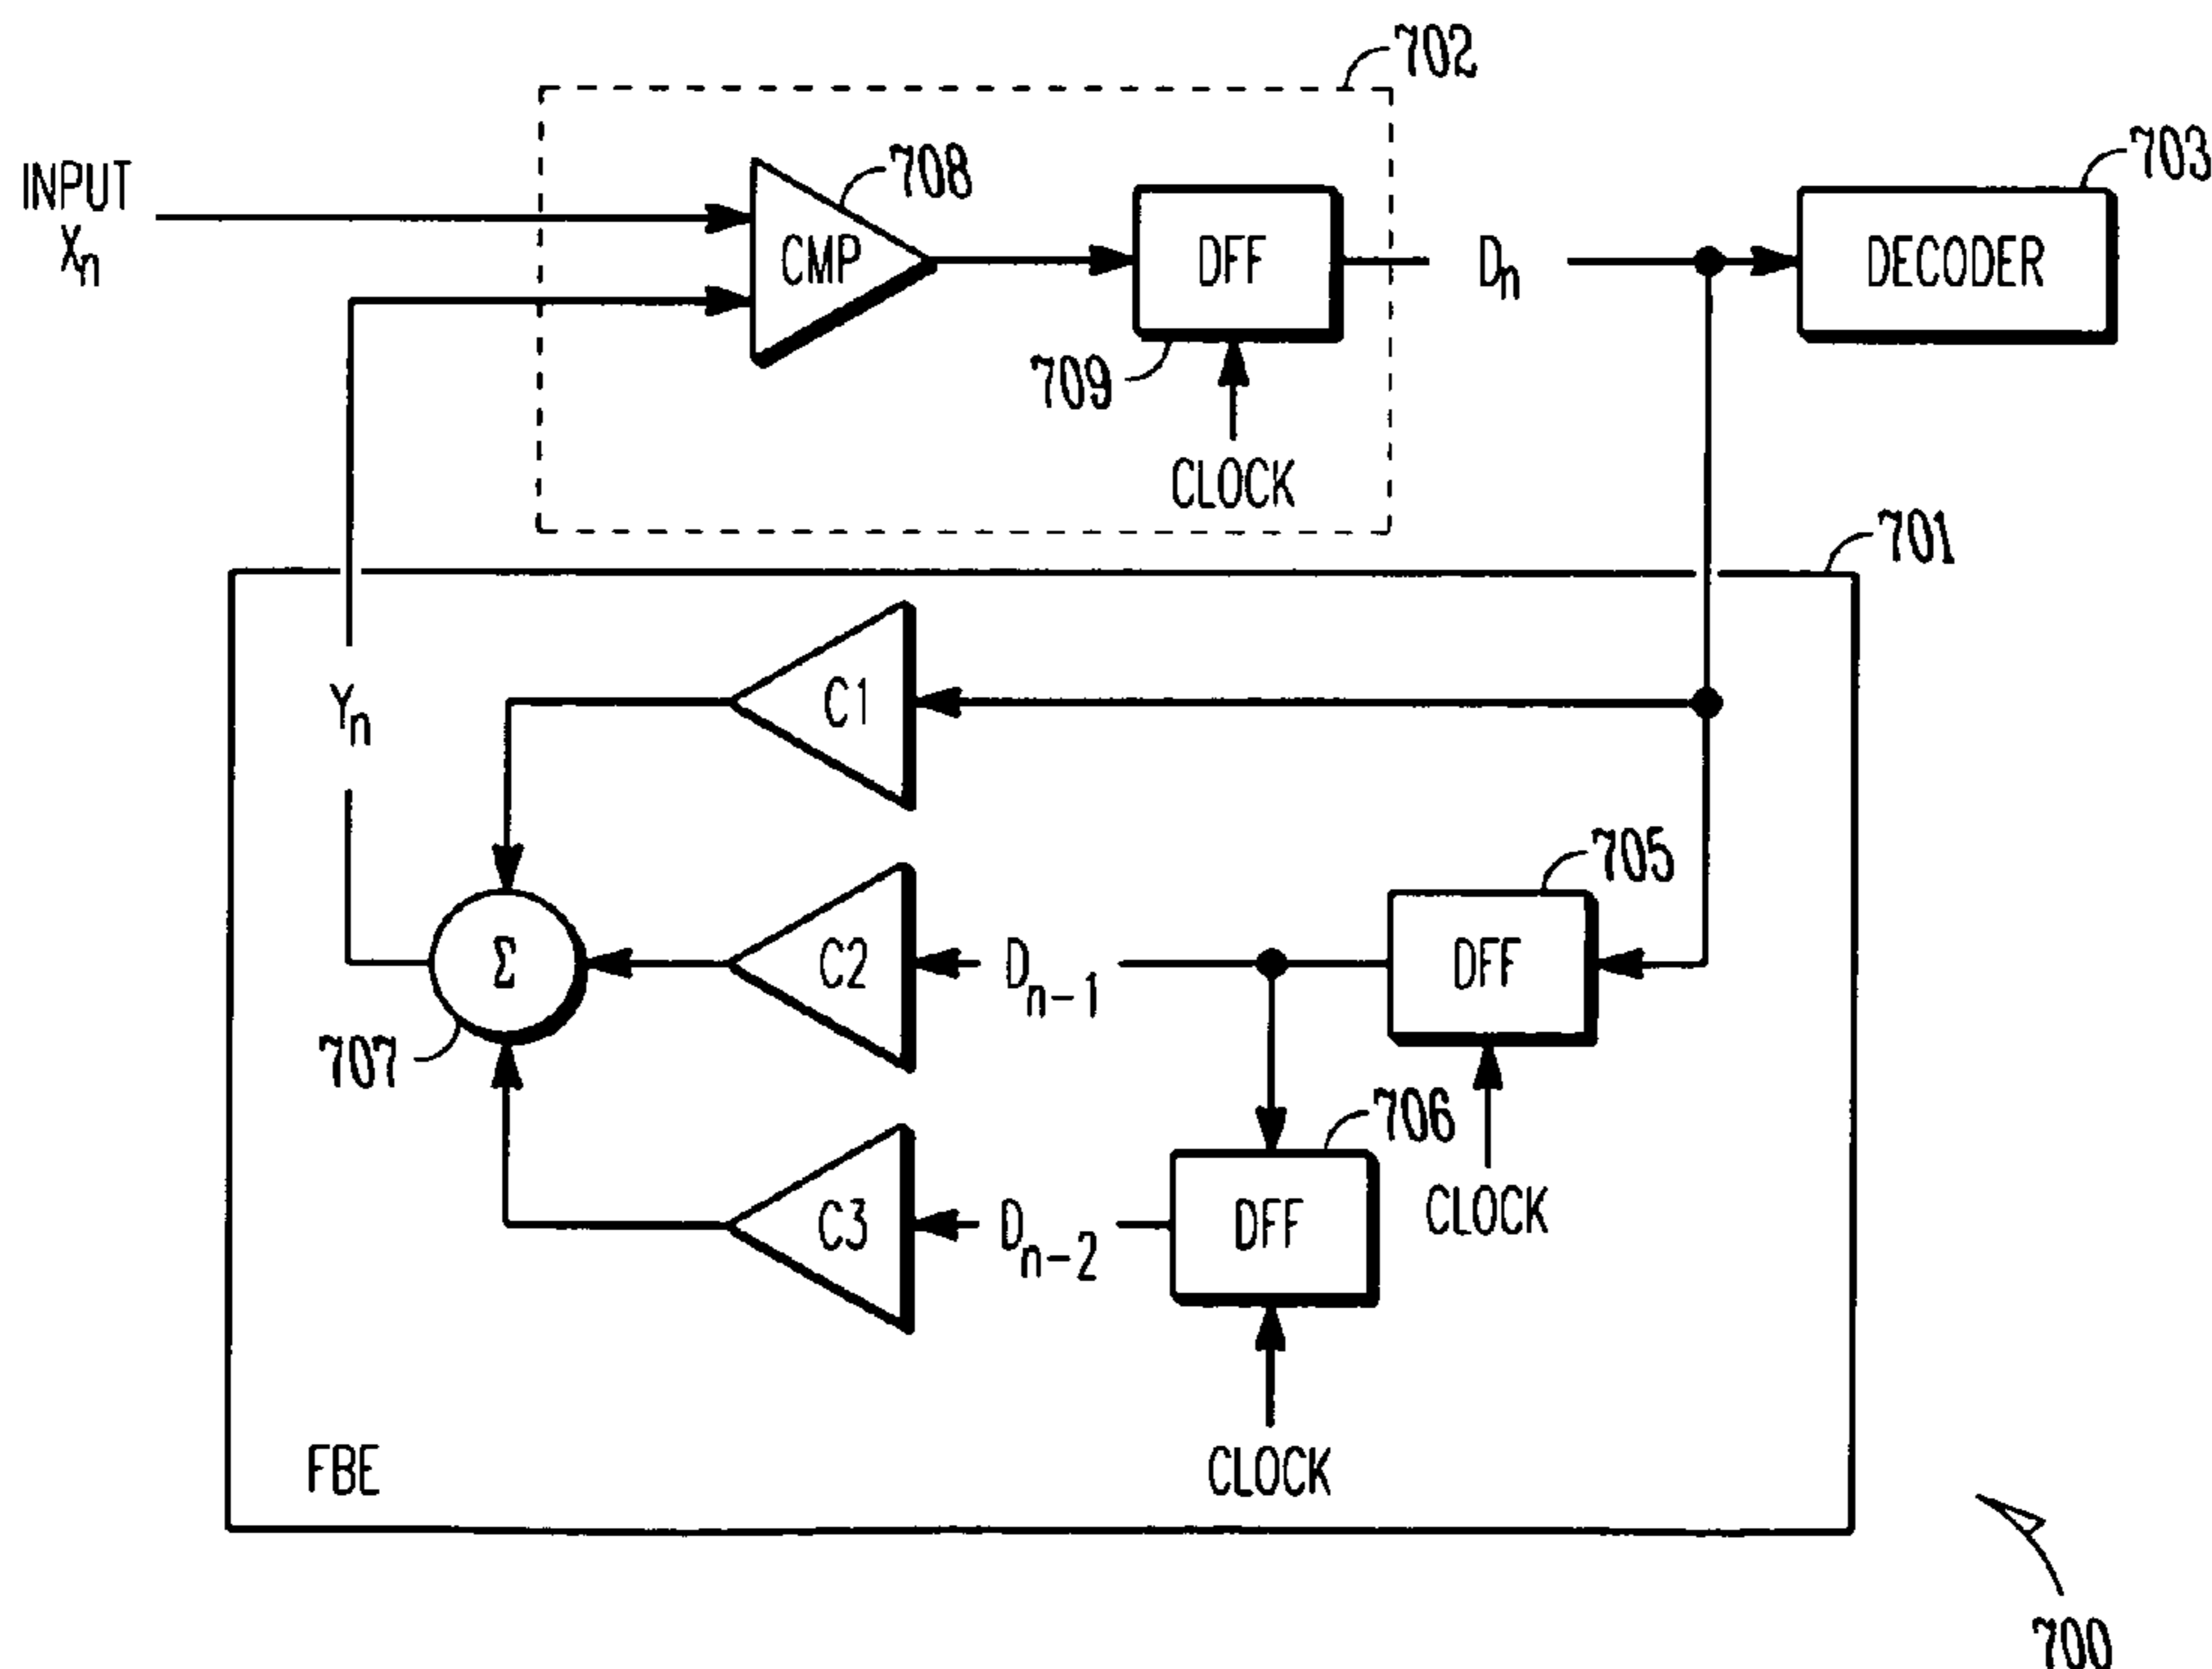 702
708
703
INPUT
Xn
CMP
DFF
Dn
DECODER
709
CLOCK
701
C1
Yn
705
Σ
C2
Dn-1
DFF
707
706
C3
Dn-2
DFF
CLOCK
FBE
CLOCK
700